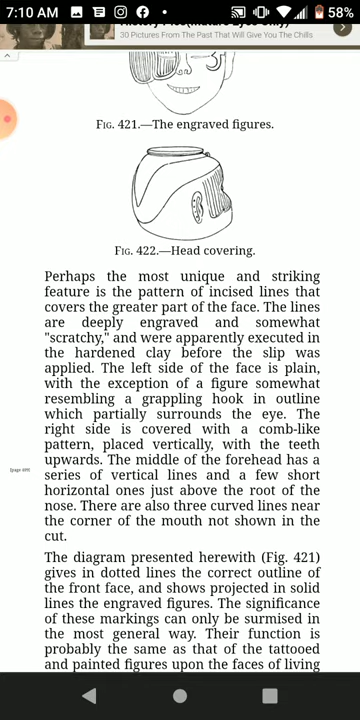 7:10 AM
58%
30 Pictures From The Past That Will Give You The Chills
FIG. 421.—The engraved figures.
FIG. 422.—Head covering.
Perhaps the most unique and striking
feature is the pattern of incised lines that
covers the greater part of the face. The lines
are deeply engraved and somewhat
"scratchy," and were apparently executed in
the hardened clay before the slip was
applied. The left side of the face is plain,
with the exception of a figure somewhat
resembling a grappling hook in outline
which partially surrounds the eye. The
right side is covered with a comb-like
pattern, placed vertically, with the teeth
upwards. The middle of the forehead has a
series of vertical lines and a few short
horizontal ones just above the root of the
nose. There are also three curved lines near
the corner of the mouth not shown in the
cut.
The diagram presented herewith (Fig. 421)
gives in dotted lines the correct outline of
the front face, and shows projected in solid
lines the engraved figures. The significance
of these markings can only be surmised in
the most general way. Their function is
probably the same as that of the tattooed
and painted figures upon the faces of living